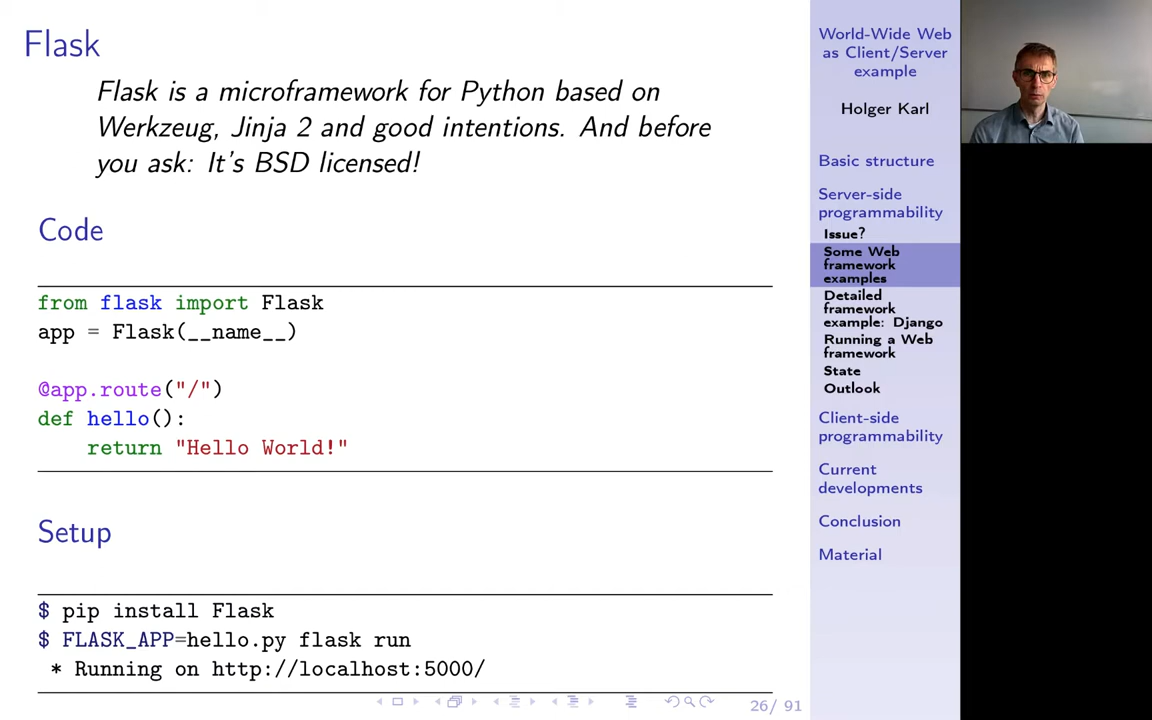 Flask
Flask is a microframework for Python based on
Werkzeug, Jinja 2 and good intentions. And before
you ask: It's BSD licensed!
Code
from flask import Flask
app = Flask(__name__)
@app.route("/")
def hello():
    return "Hello World!"
Setup
$ pip install Flask
$ FLASK_APP=hello.py flask run
 * Running on http://localhost:5000/
26/ 91
World-Wide Web
as Client/Server
example
Holger Karl
Basic structure
Server-side
programmability
Issue?
Some Web
framework
examples
Detailed
framework
example: Django
Running a Web
framework
State
Outlook
Client-side
programmability
Current
developments
Conclusion
Material